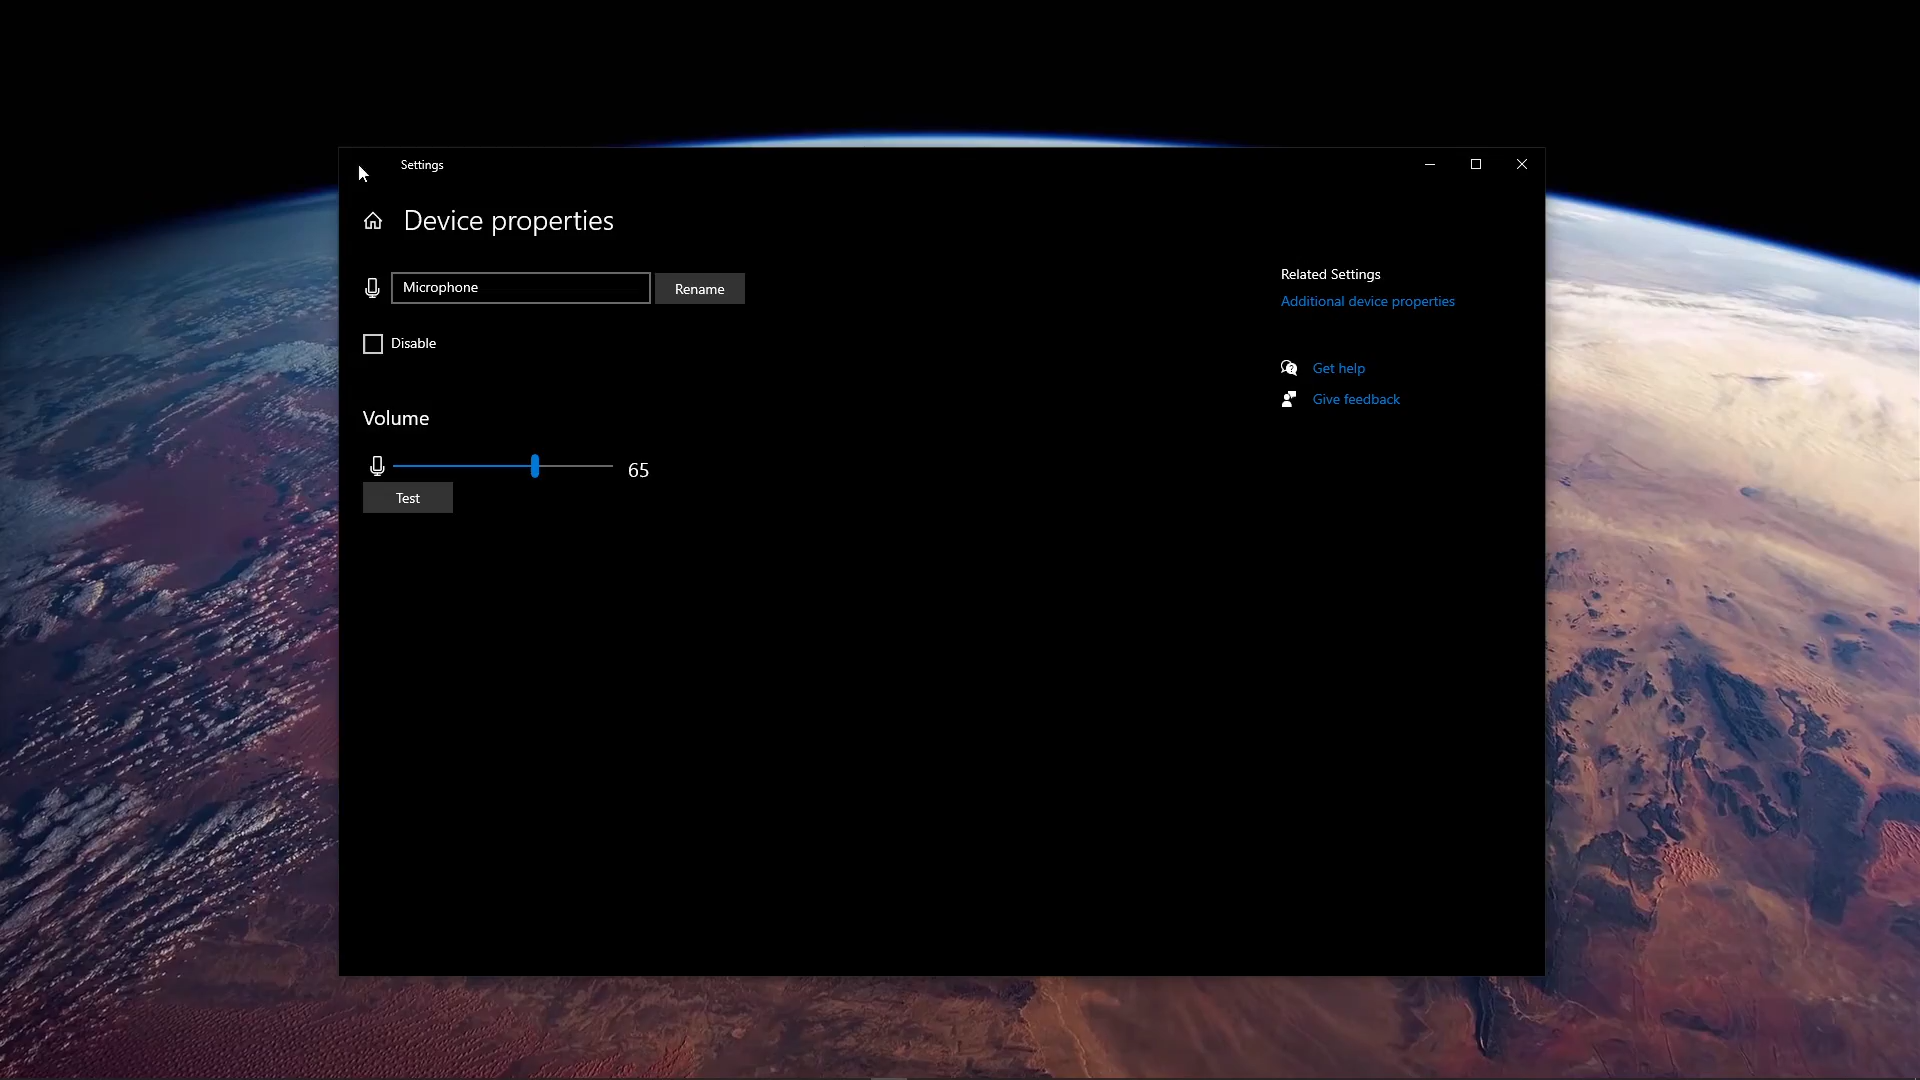 Settings
Device properties
Microphone
Rename
Disable
Volume
65
Test
Related Settings
Additional device properties
Get help
Give feedback